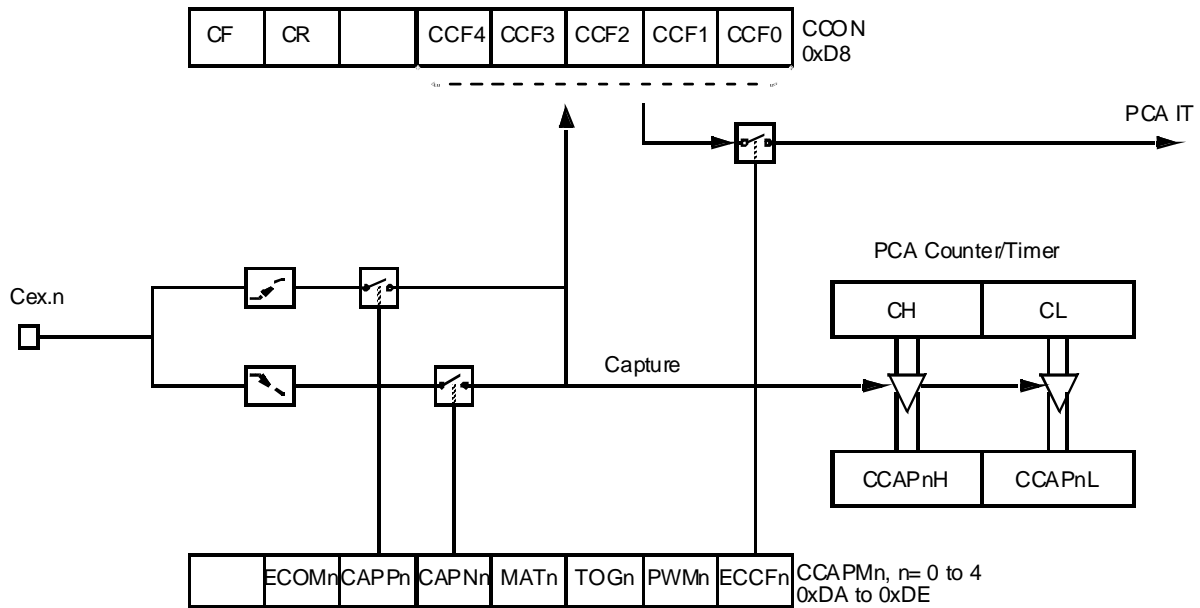 CF CR CCF4 CCF3 CCF2 CCF1 CCF0 CCON
0xD8
PCA IT
PCA Counter/Timer
Cex.n
CH CL
Capture
CCAPnH CCAPnL
ECOMn CAPPn CAPNn MATn TOGn PWMn ECCFn CCAPMn, n= 0 to 4
0xDA to 0xDE